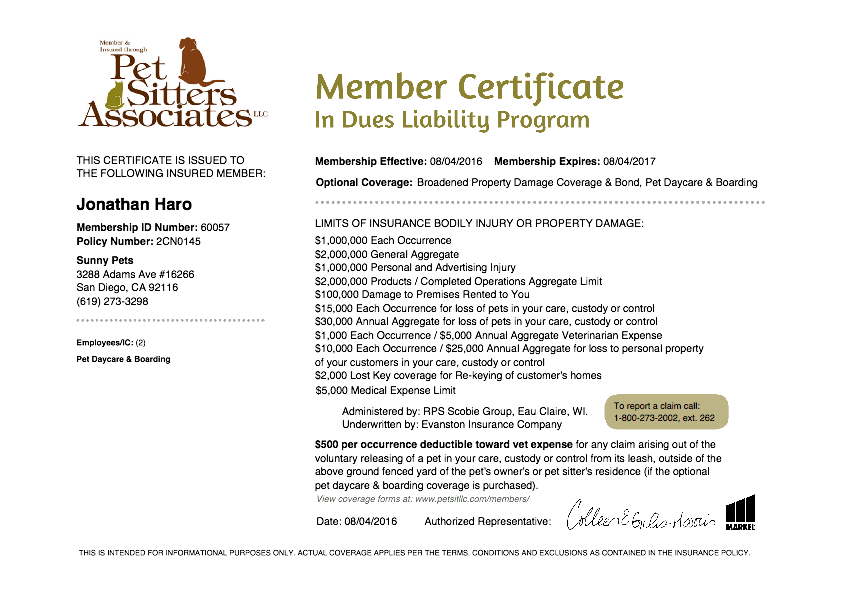 Member &
Insured through
Pet
Sitters
Associates LLC
Member Certificate
In Dues Liability Program
THIS CERTIFICATE IS ISSUED TO
THE FOLLOWING INSURED MEMBER:
Jonathan Haro
Membership ID Number: 60057
Policy Number: 2CN0145
Sunny Pets
3288 Adams Ave #16266
San Diego, CA 92116
(619) 273-3298
Employees/IC: (2)
Pet Daycare & Boarding
Membership Effective: 08/04/2016 Membership Expires: 08/04/2017
Optional Coverage: Broadened Property Damage Coverage & Bond, Pet Daycare & Boarding
LIMITS OF INSURANCE BODILY INJURY OR PROPERTY DAMAGE:
$1,000,000 Each Occurrence
$2,000,000 General Aggregate
$1,000,000 Personal and Advertising Injury
$2,000,000 Products / Completed Operations Aggregate Limit
$100,000 Damage to Premises Rented to You
$15,000 Each Occurrence for loss of pets in your care, custody or control
$30,000 Annual Aggregate for loss of pets in your care, custody or control
$1,000 Each Occurrence / $5,000 Annual Aggregate Veterinarian Expense
$10,000 Each Occurrence / $25,000 Annual Aggregate for loss to personal property
of your customers in your care, custody or control
$2,000 Lost Key coverage for Re-keying of customer's homes
$5,000 Medical Expense Limit
Administered by: RPS Scobie Group, Eau Claire, WI.
Underwritten by: Evanston Insurance Company
To report a claim call:
1-800-273-2002, ext. 262
$500 per occurrence deductible toward vet expense for any claim arising out of the
voluntary releasing of a pet in your care, custody or control from its leash, outside of the
above ground fenced yard of the pet's owner's or pet sitter's residence (if the optional
pet daycare & boarding coverage is purchased).
View coverage forms at: www.petsitllc.com/members/
Date: 08/04/2016 Authorized Representative:
MARKEL
THIS IS INTENDED FOR INFORMATIONAL PURPOSES ONLY. ACTUAL COVERAGE APPLIES PER THE TERMS, CONDITIONS AND EXCLUSIONS AS CONTAINED IN THE INSURANCE POLICY.